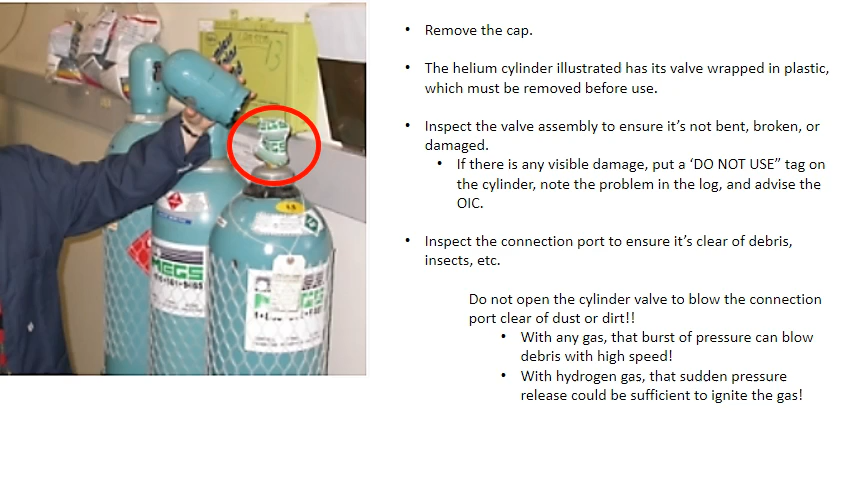 • Remove the cap.
• The helium cylinder illustrated has its valve wrapped in plastic,
which must be removed before use.
• Inspect the valve assembly to ensure it’s not bent, broken, or
damaged.
• If there is any visible damage, put a ‘DO NOT USE” tag on
the cylinder, note the problem in the log, and advise the
OIC.
• Inspect the connection port to ensure it’s clear of debris,
insects, etc.
Do not open the cylinder valve to blow the connection
port clear of dust or dirt!!
• With any gas, that burst of pressure can blow
debris with high speed!
• With hydrogen gas, that sudden pressure
release could be sufficient to ignite the gas!
MEGS